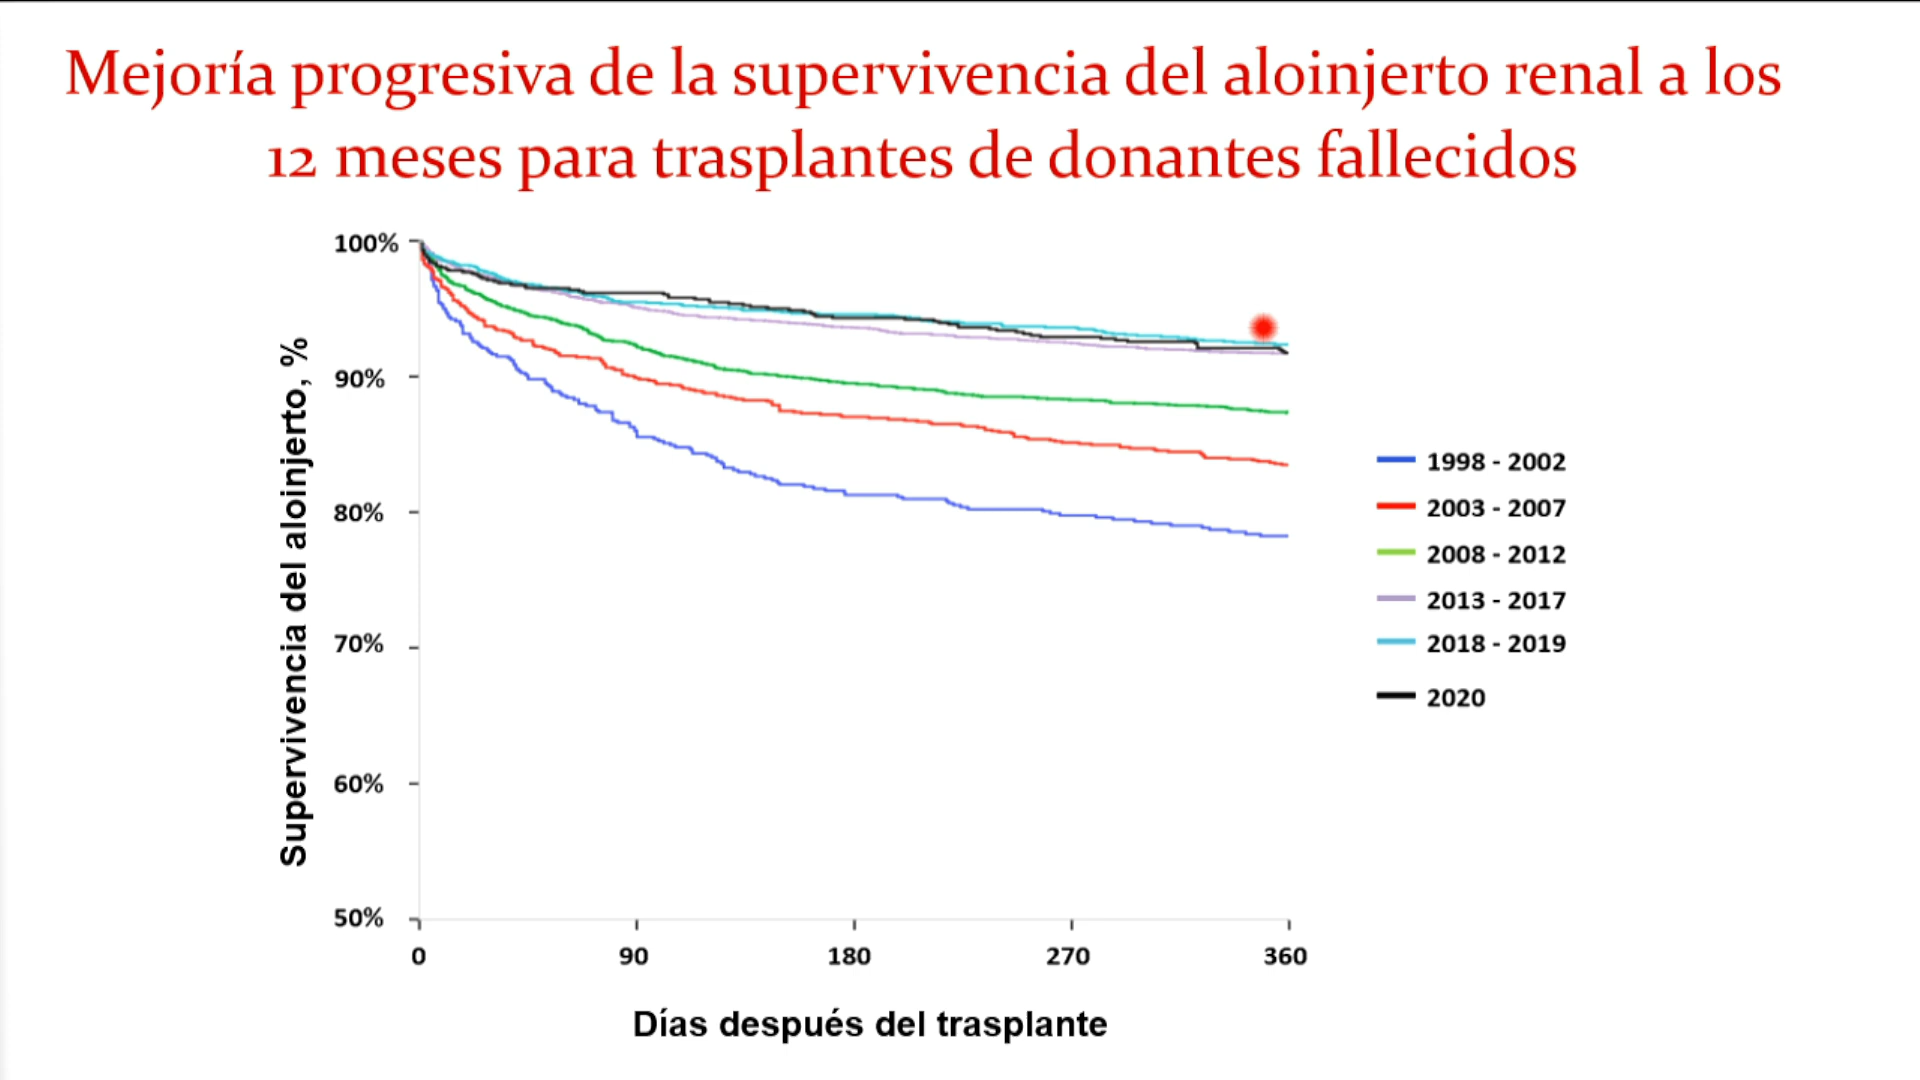 Mejoría progresiva de la supervivencia del aloinjerto renal a los
12 meses para trasplantes de donantes fallecidos
Supervivencia del aloinjerto, %
100%
90%
80%
70%
60%
50%
0
90
180
270
360
Días después del trasplante
1998 - 2002
2003 - 2007
2008 - 2012
2013 - 2017
2018 - 2019
2020